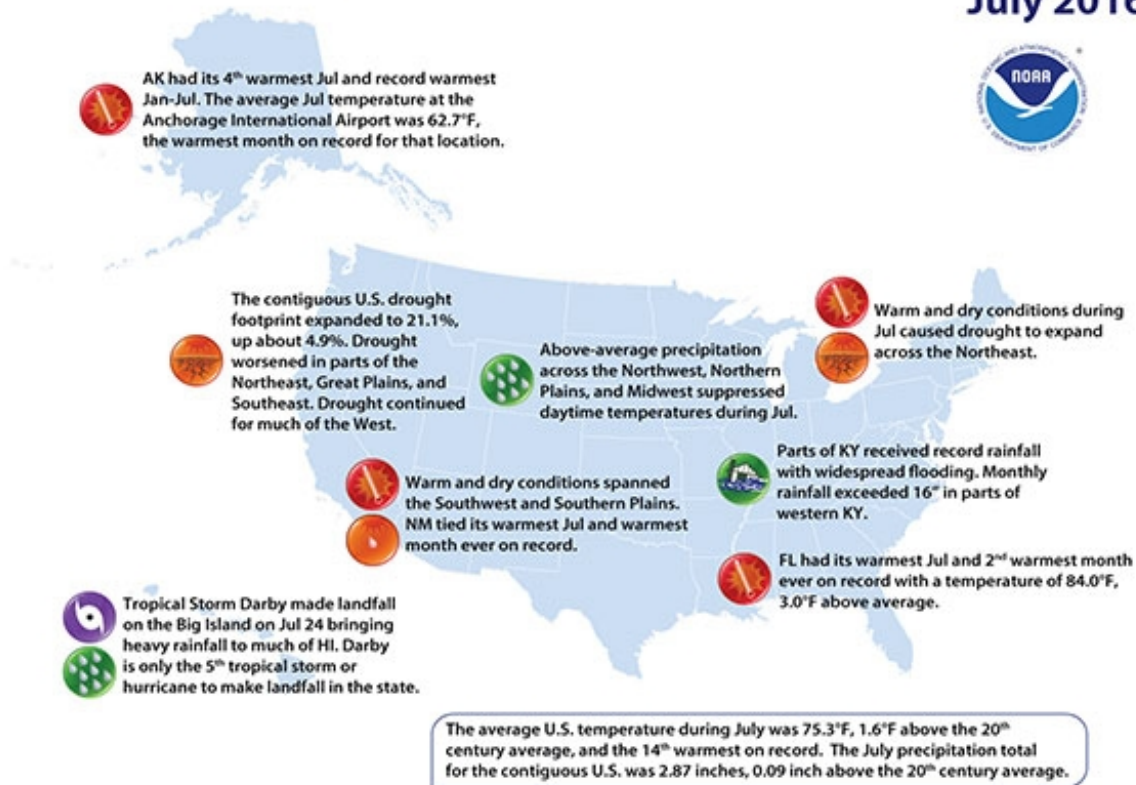 July 2016
NATIONAL OCEANIC AND ATMOSPHERIC ADMINISTRATION
NOAA
U.S. DEPARTMENT OF COMMERCE
AK had its 4th warmest Jul and record warmest
Jan-Jul. The average Jul temperature at the
Anchorage International Airport was 62.7°F,
the warmest month on record for that location.
The contiguous U.S. drought
footprint expanded to 21.1%,
up about 4.9%. Drought
worsened in parts of the
Northeast, Great Plains, and
Southeast. Drought continued
for much of the West.
Above-average precipitation
across the Northwest, Northern
Plains, and Midwest suppressed
daytime temperatures during Jul.
Warm and dry conditions during
Jul caused drought to expand
across the Northeast.
Parts of KY received record rainfall
with widespread flooding. Monthly
rainfall exceeded 16" in parts of
western KY.
Warm and dry conditions spanned
the Southwest and Southern Plains.
NM tied its warmest Jul and warmest
month ever on record.
FL had its warmest Jul and 2nd warmest month
ever on record with a temperature of 84.0°F,
3.0°F above average.
Tropical Storm Darby made landfall
on the Big Island on Jul 24 bringing
heavy rainfall to much of HI. Darby
is only the 5th tropical storm or
hurricane to make landfall in the state.
The average U.S. temperature during July was 75.3°F, 1.6°F above the 20th
century average, and the 14th warmest on record. The July precipitation total
for the contiguous U.S. was 2.87 inches, 0.09 inch above the 20th century average.